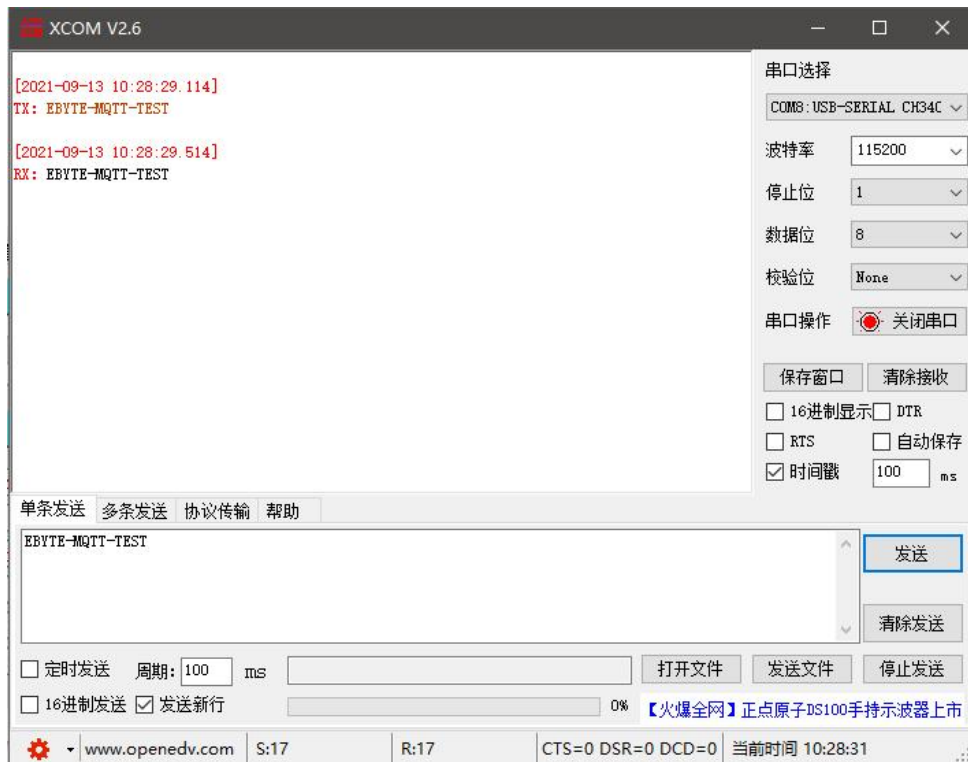 XCOM V2.6
[2021-09-13 10:28:29.114]
TX: EBYTE-MQTT-TEST
[2021-09-13 10:28:29.514]
RX: EBYTE-MQTT-TEST
串口选择
COM8:USB-SERIAL CH340
波特率 115200
停止位 1
数据位 8
校验位 None
串口操作 关闭串口
保存窗口 清除接收
16进制显示 DTR
RTS 自动保存
时间戳 100 ms
单条发送 多条发送 协议传输 帮助
EBYTE-MQTT-TEST
发送
清除发送
定时发送 周期: 100 ms 打开文件 发送文件 停止发送
16进制发送 发送新行 0% 【火爆全网】正点原子DS100手持示波器上市
www.openedv.com S:17 R:17 CTS=0 DSR=0 DCD=0 当前时间 10:28:31